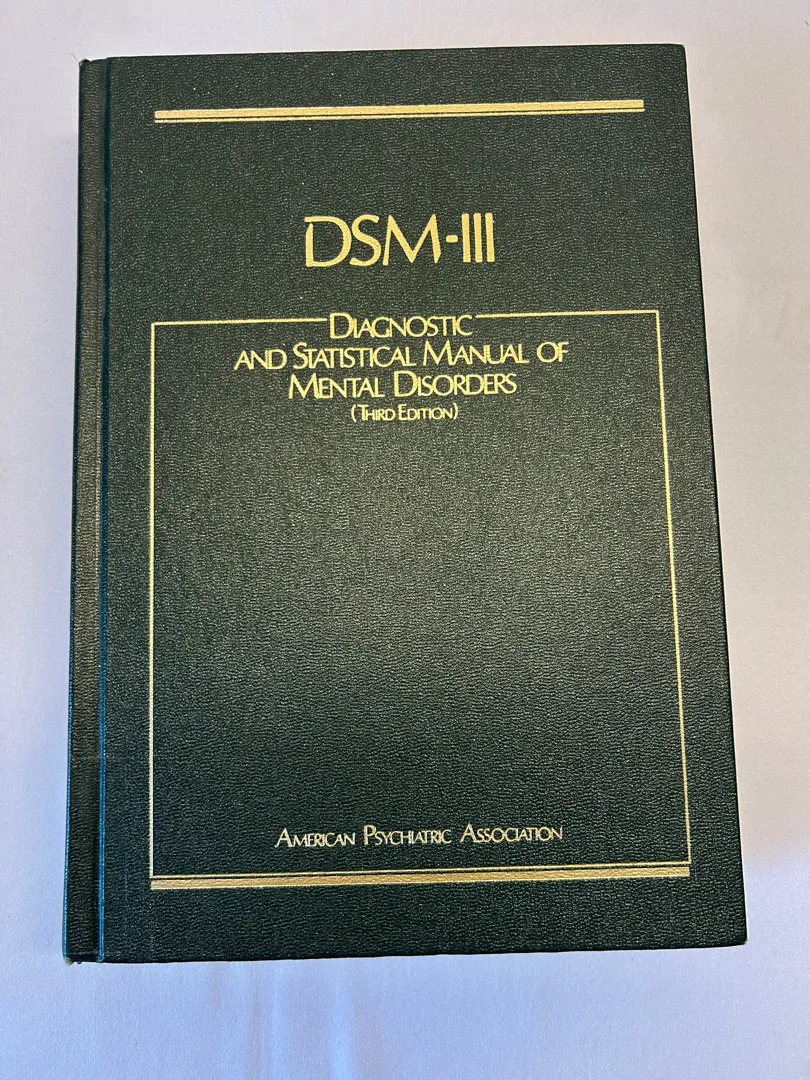 DSM-III
DIAGNOSTIC
AND STATISTICAL MANUAL OF
MENTAL DISORDERS
(THIRD EDITION)
AMERICAN PSYCHIATRIC ASSOCIATION